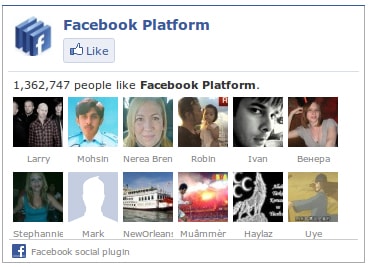 Facebook Platform
Like
1,362,747 people like Facebook Platform.
Larry Mohsin Nerea Bren Robin Ivan Венера
Stephannie Mark NewOrleans Muâmmèr Haylaz Uye
Facebook social plugin